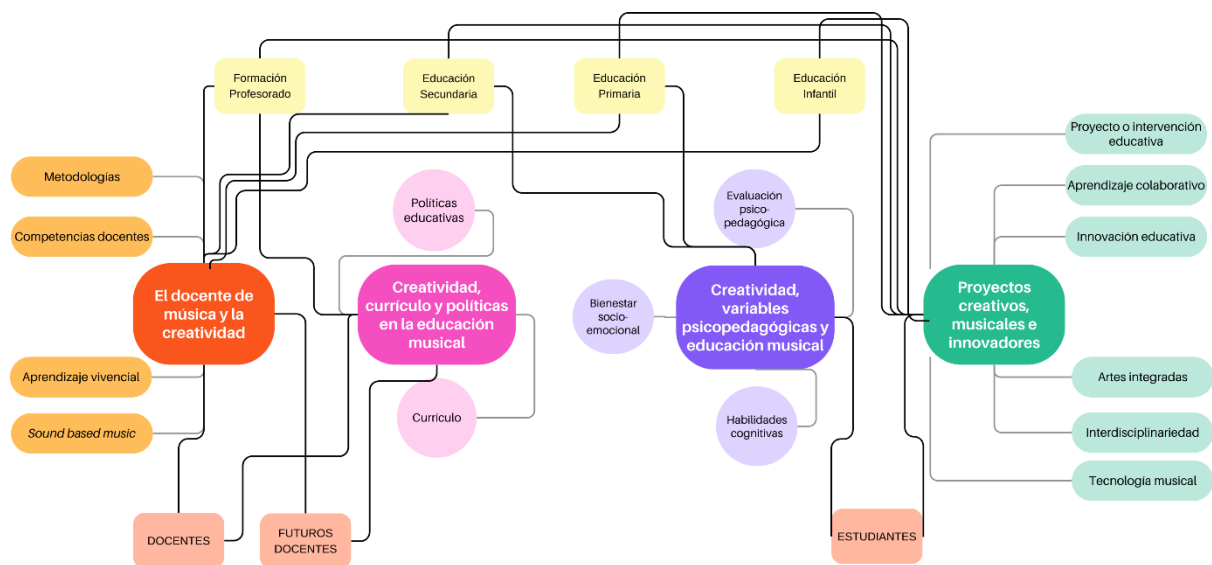 Formación
Profesorado
Educación
Secundaria
Educación
Primaria
Educación
Infantil
Metodologías
Competencias docentes
El docente de
música y la
creatividad
Aprendizaje vivencial
Sound based music
Políticas
educativas
Creatividad,
currículo y políticas
en la educación
musical
Currículo
Evaluación
psico-
pedagógica
Bienestar
socio-
emocional
Creatividad,
variables
psicopedagógicas y
educación musical
Habilidades
cognitivas
Proyecto o intervención
educativa
Aprendizaje colaborativo
Innovación educativa
Proyectos
creativos,
musicales e
innovadores
Artes integradas
Interdisciplinariedad
Tecnología musical
DOCENTES
FUTUROS
DOCENTES
ESTUDIANTES